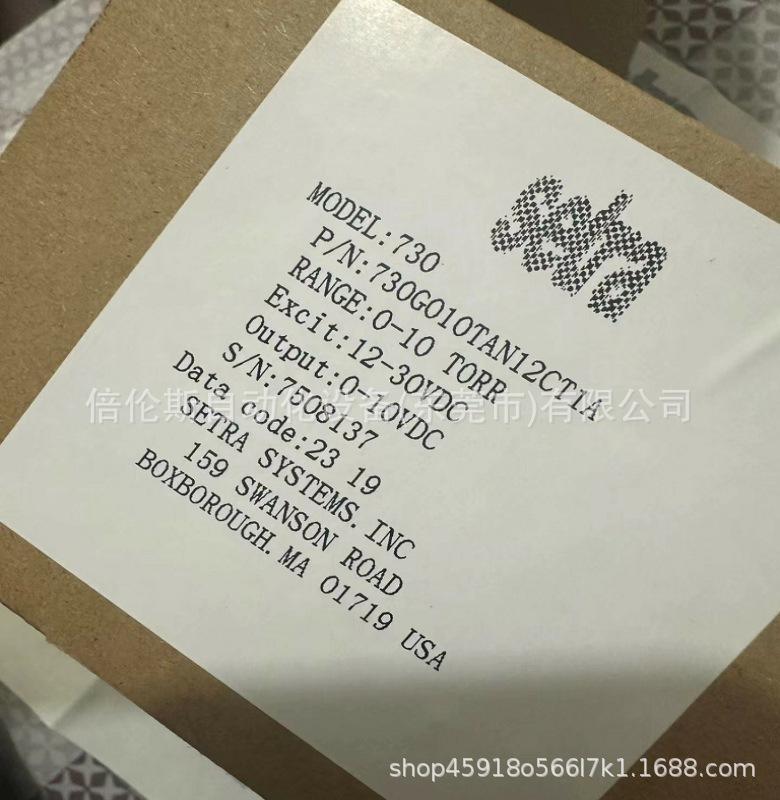 setra
MODEL:730
P/N:730G010TAN12CT1A
RANGE:0-10 TORR
Excit:12-30VDC
Output:0-10VDC
S/N:7508137
Data code:23 19
SETRA SYSTEMS. INC
159 SWANSON ROAD
BOXBOROUGH. MA 01719 USA
倍伦斯自动化设备(东莞市)有限公司
shop45918o566l7k1.1688.com